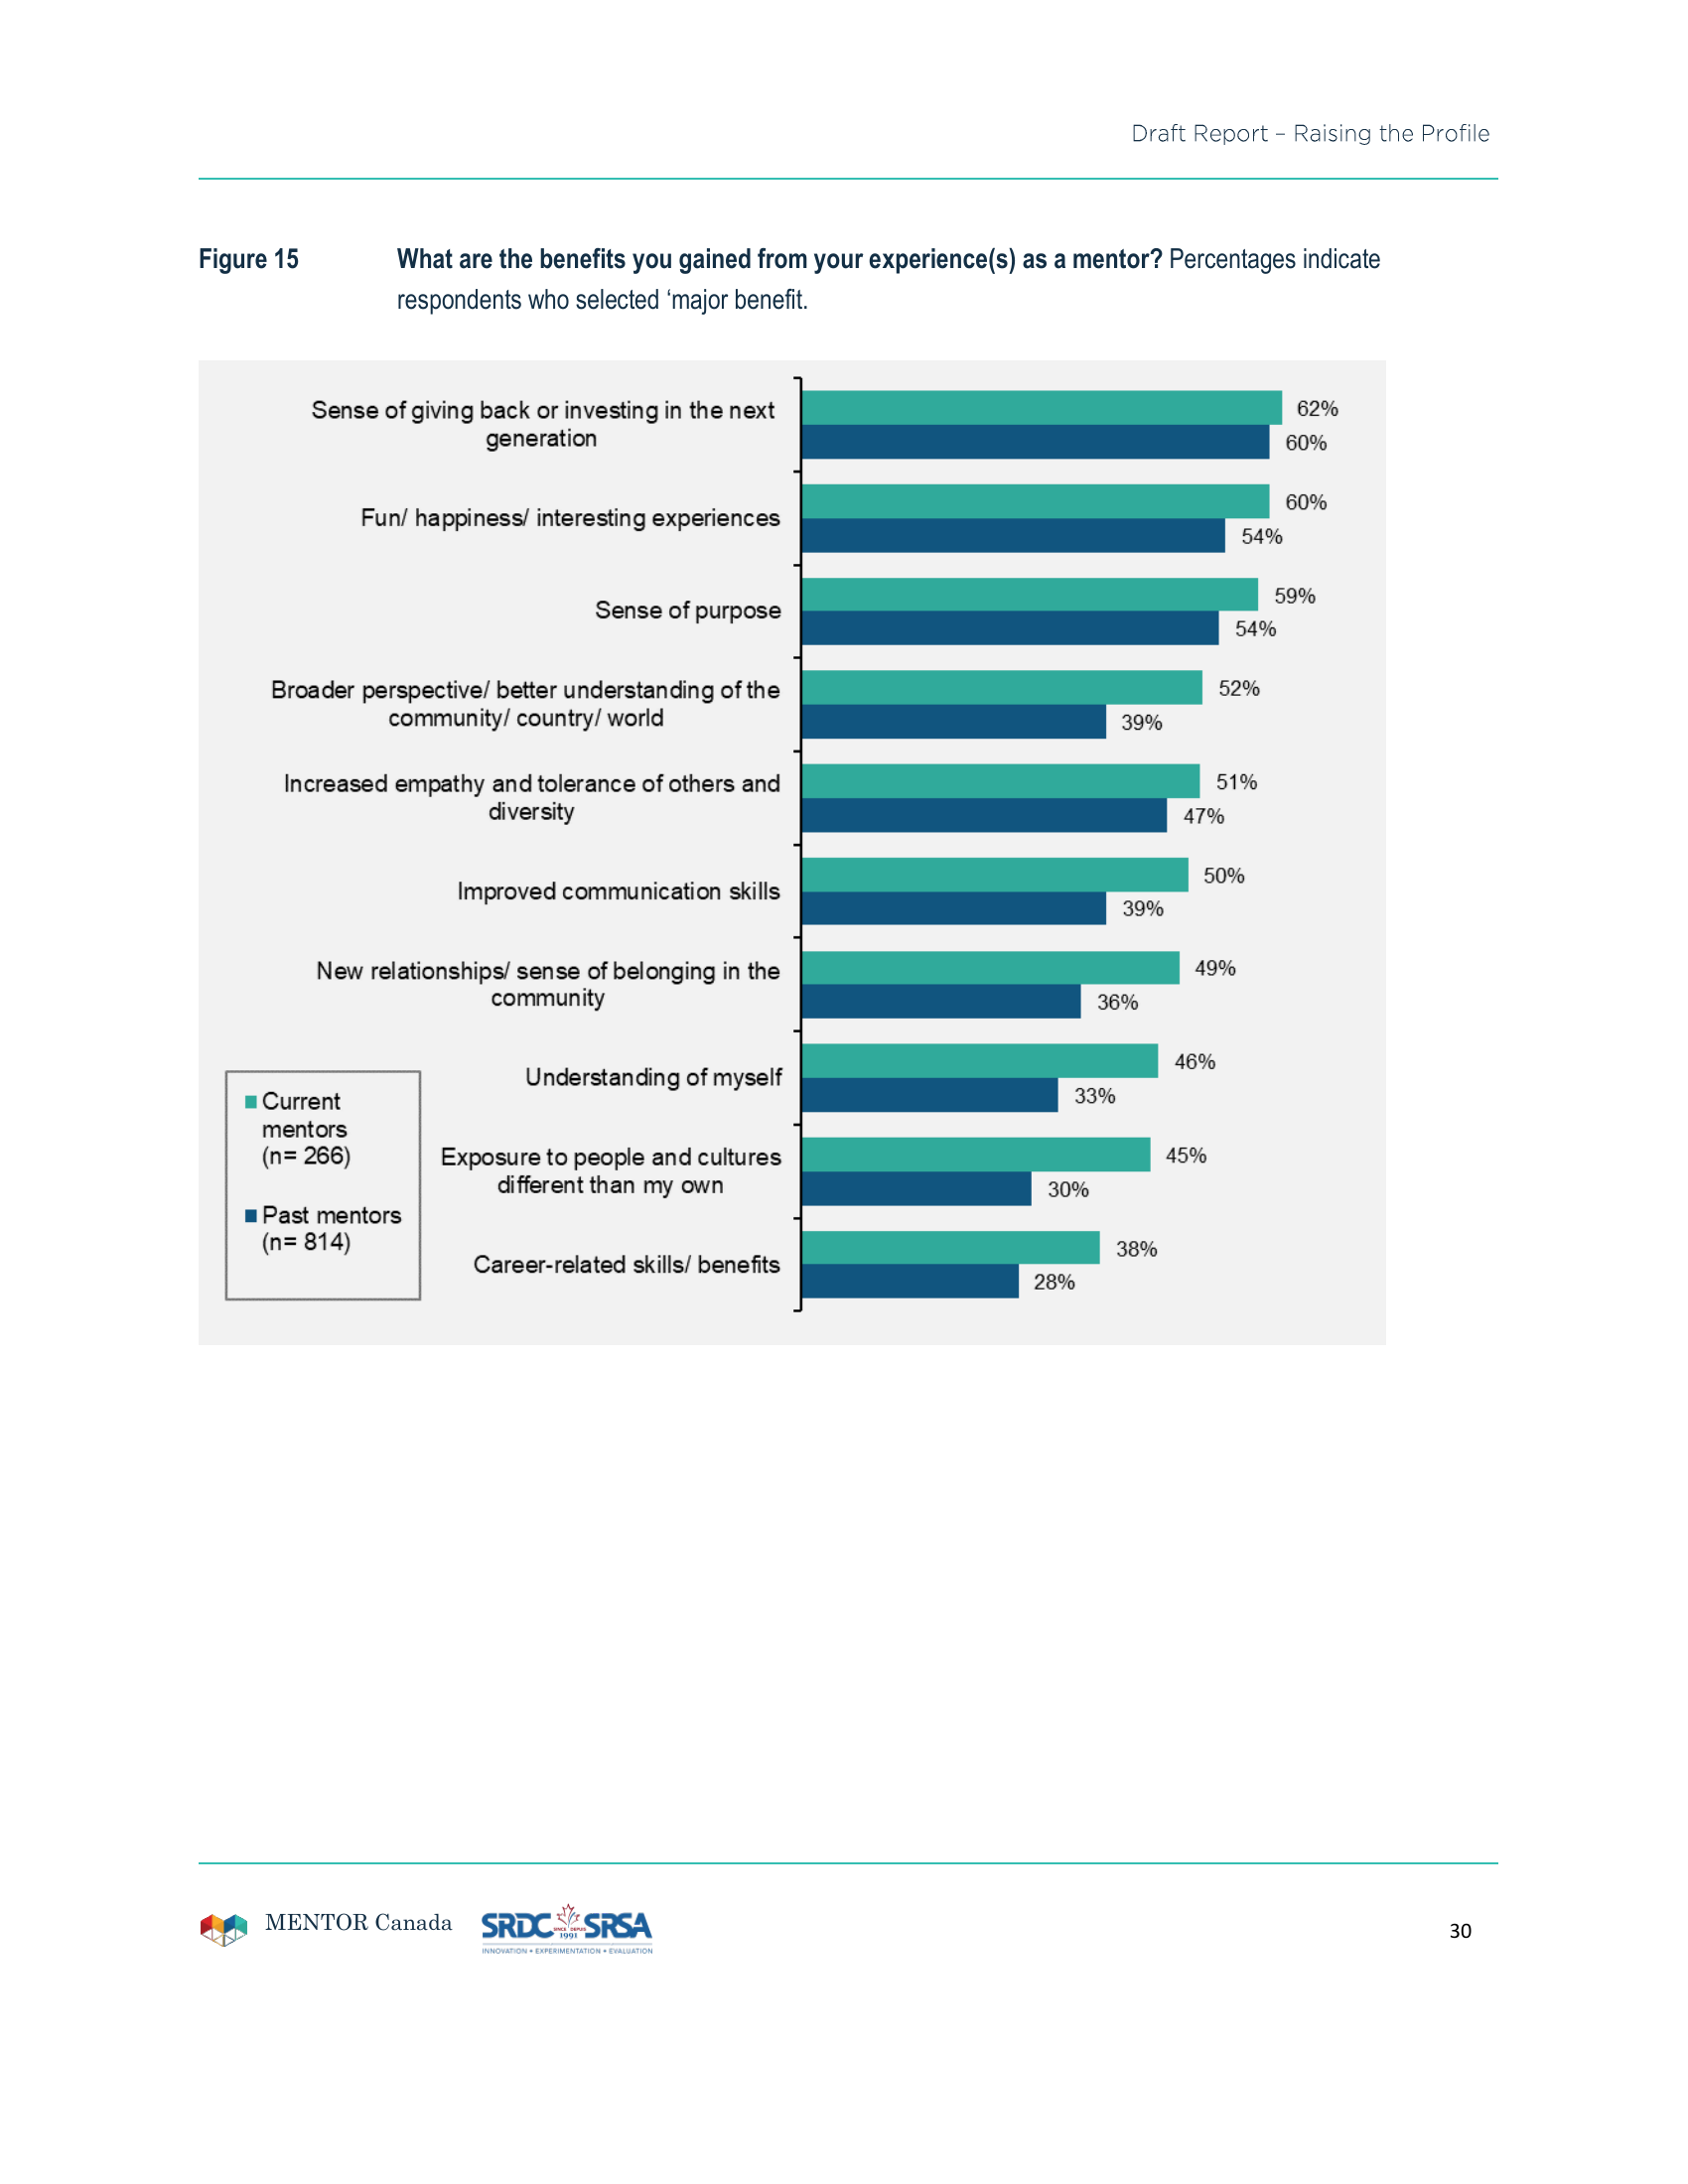 Draft Report – Raising the Profile
Figure 15
What are the benefits you gained from your experience(s) as a mentor? Percentages indicate
respondents who selected ‘major benefit.
Sense of giving back or investing in the next
generation
62%
60%
Fun/ happiness/ interesting experiences
60%
54%
Sense of purpose
59%
54%
Broader perspective/ better understanding of the
community/ country/ world
52%
39%
Increased empathy and tolerance of others and
diversity
51%
47%
Improved communication skills
50%
39%
New relationships/ sense of belonging in the
community
49%
36%
Understanding of myself
46%
33%
Exposure to people and cultures
different than my own
45%
30%
Career-related skills/ benefits
38%
28%
Current
mentors
(n= 266)
Past mentors
(n= 814)
MENTOR Canada
SRDC SINCE DEPUIS 1991 SRSA
INNOVATION • EXPERIMENTATION • EVALUATION
30